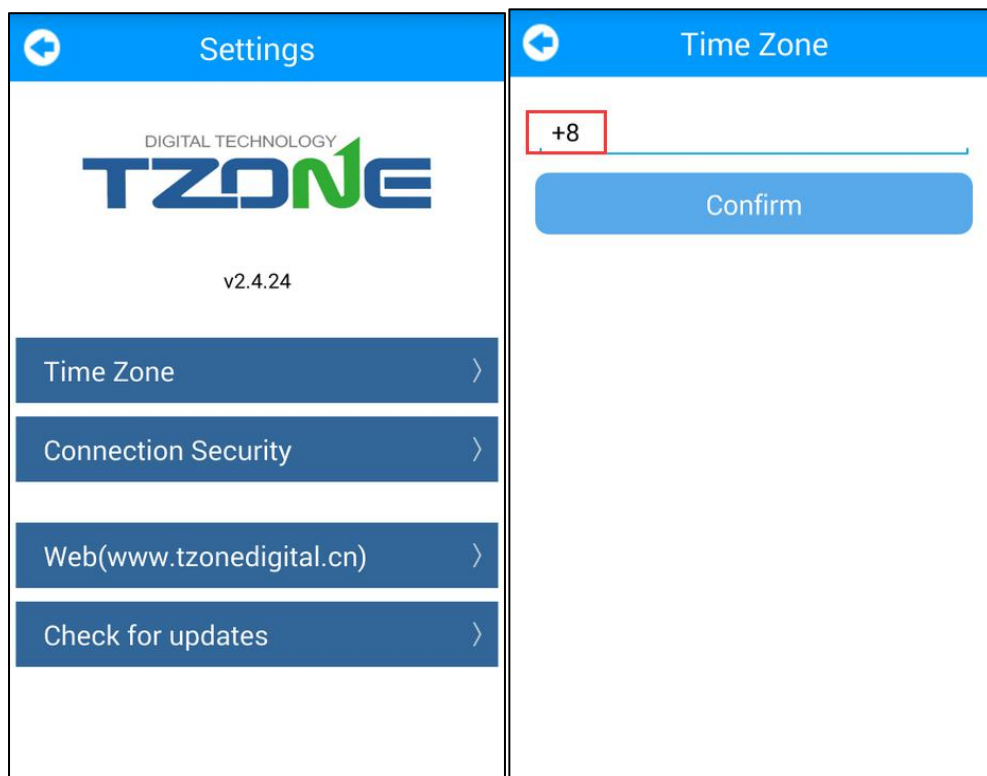 Settings
DIGITAL TECHNOLOGY
TZONE
v2.4.24
Time Zone
Connection Security
Web(www.tzonedigital.cn)
Check for updates
Time Zone
+8
Confirm